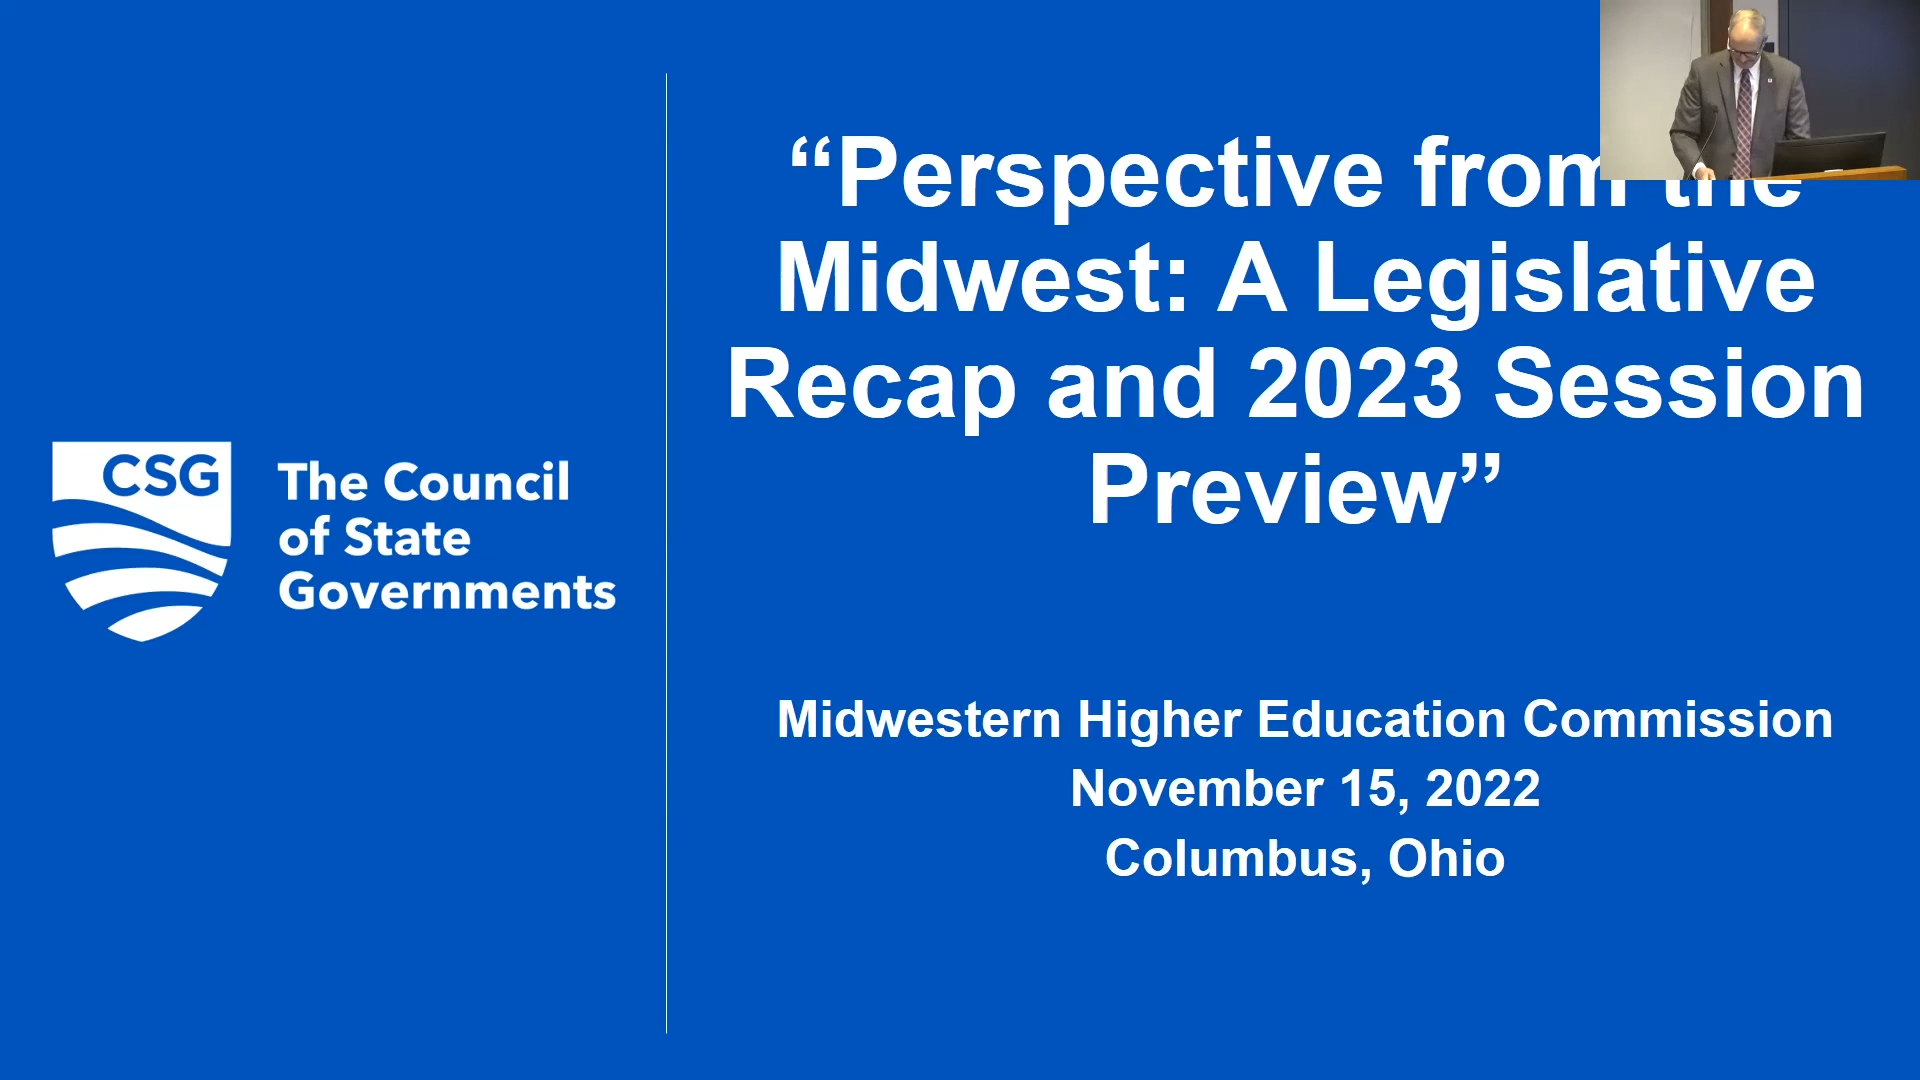 “Perspective from the
Midwest: A Legislative
Recap and 2023 Session
Preview”
CSG
The Council
of State
Governments
Midwestern Higher Education Commission
November 15, 2022
Columbus, Ohio